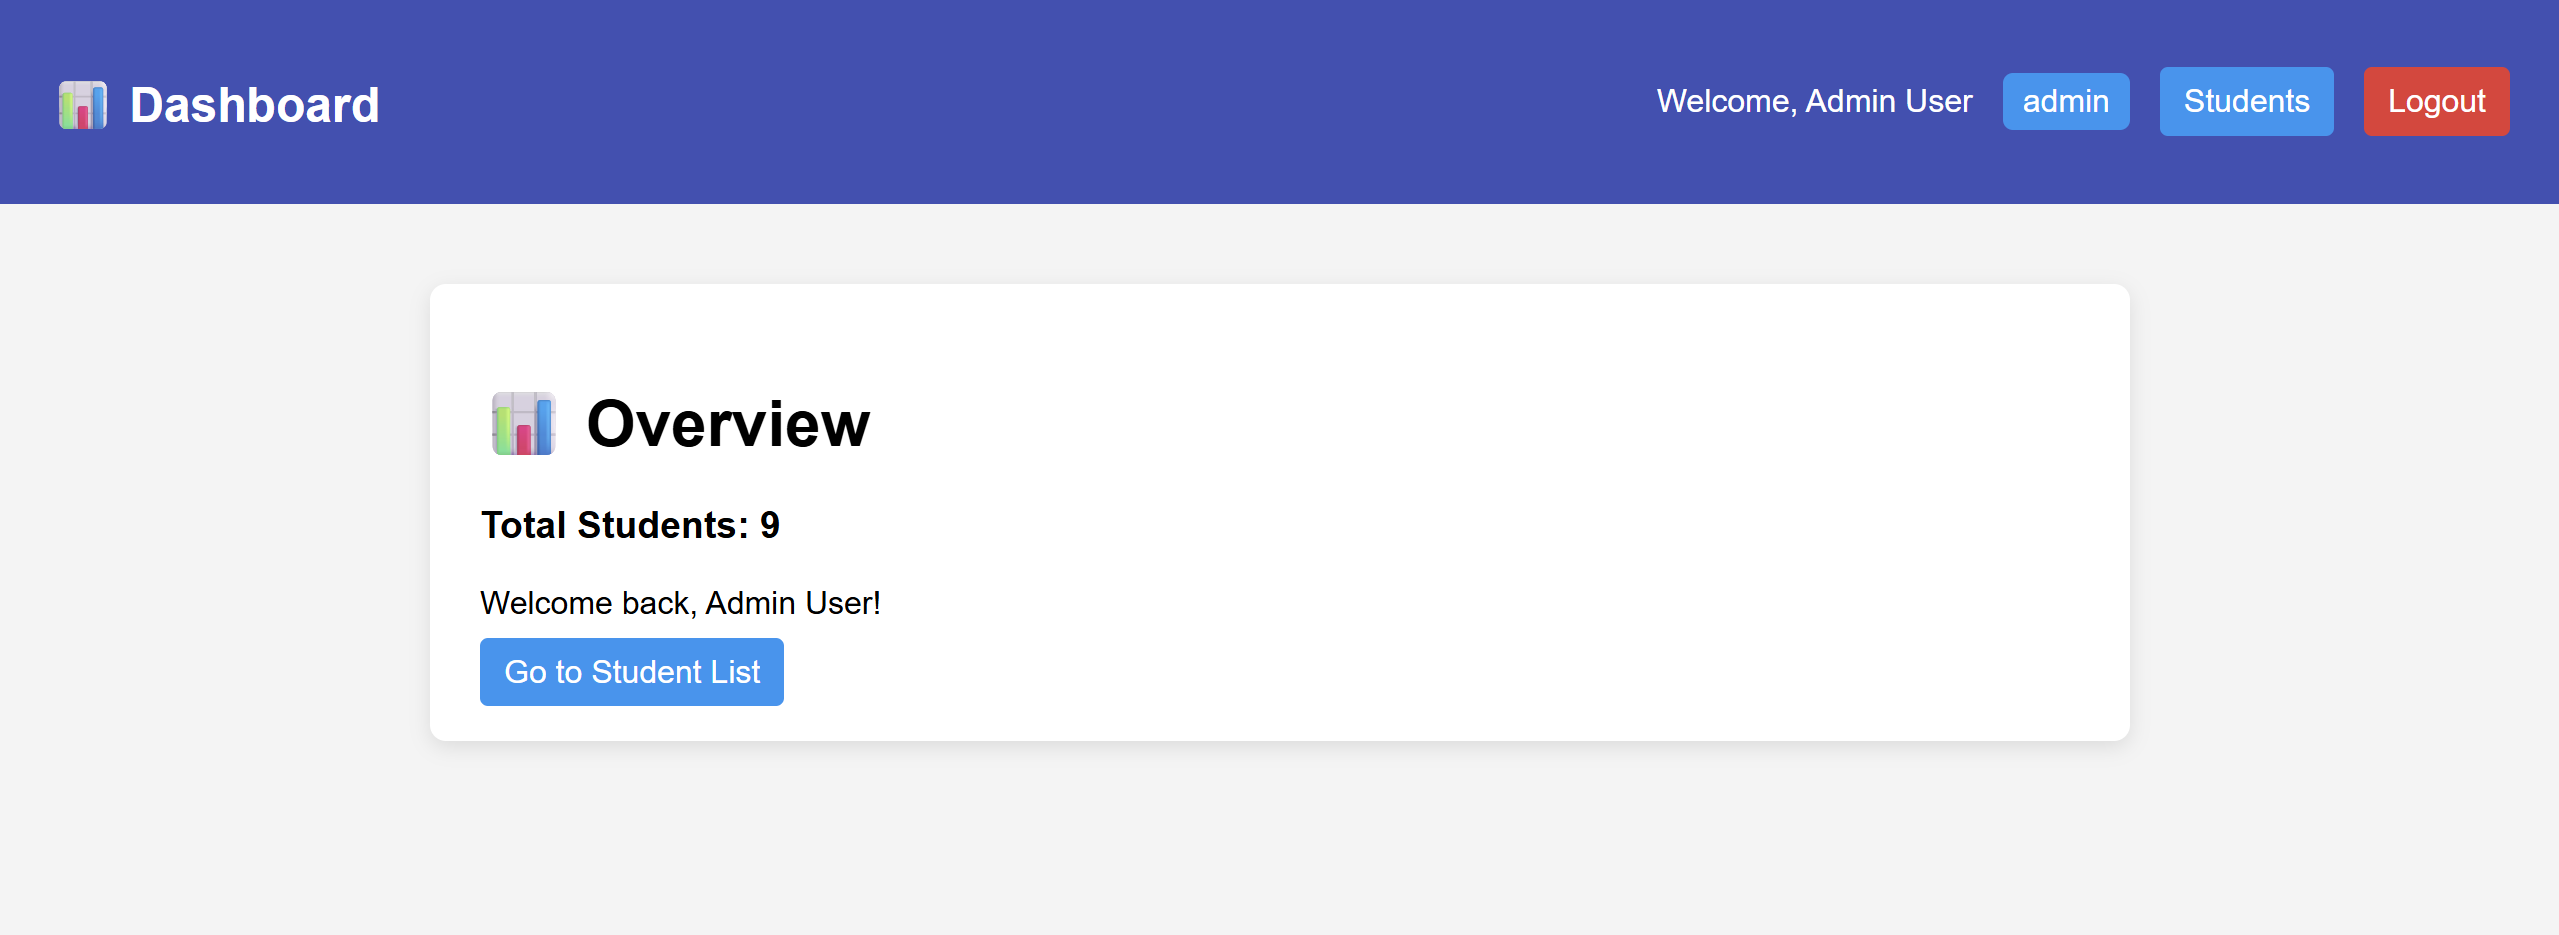 Dashboard
Welcome, Admin User
admin
Students
Logout
Overview
Total Students: 9
Welcome back, Admin User!
Go to Student List